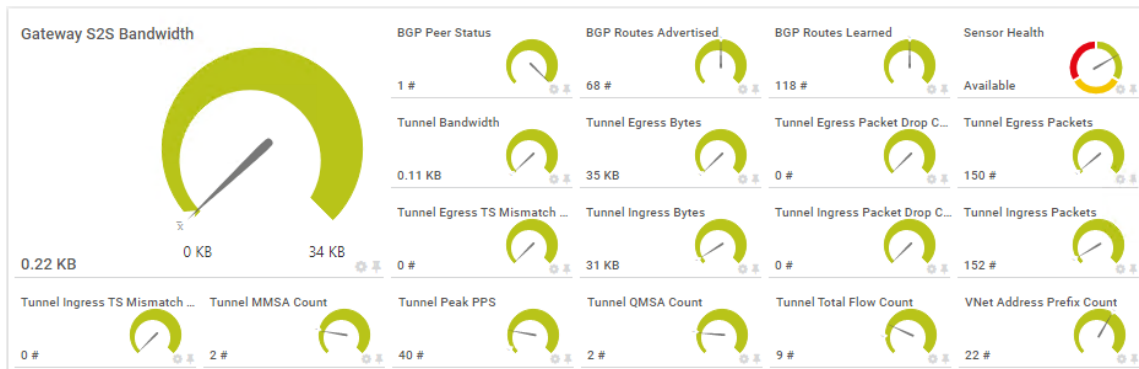 Gateway S2S Bandwidth
x̄
0 KB
34 KB
0.22 KB
BGP Peer Status
1 #
BGP Routes Advertised
68 #
BGP Routes Learned
118 #
Sensor Health
Available
Tunnel Bandwidth
0.11 KB
Tunnel Egress Bytes
35 KB
Tunnel Egress Packet Drop C...
0 #
Tunnel Egress Packets
150 #
Tunnel Egress TS Mismatch ...
0 #
Tunnel Ingress Bytes
31 KB
Tunnel Ingress Packet Drop C...
0 #
Tunnel Ingress Packets
152 #
Tunnel Ingress TS Mismatch ...
0 #
Tunnel MMSA Count
2 #
Tunnel Peak PPS
40 #
Tunnel QMSA Count
2 #
Tunnel Total Flow Count
9 #
VNet Address Prefix Count
22 #